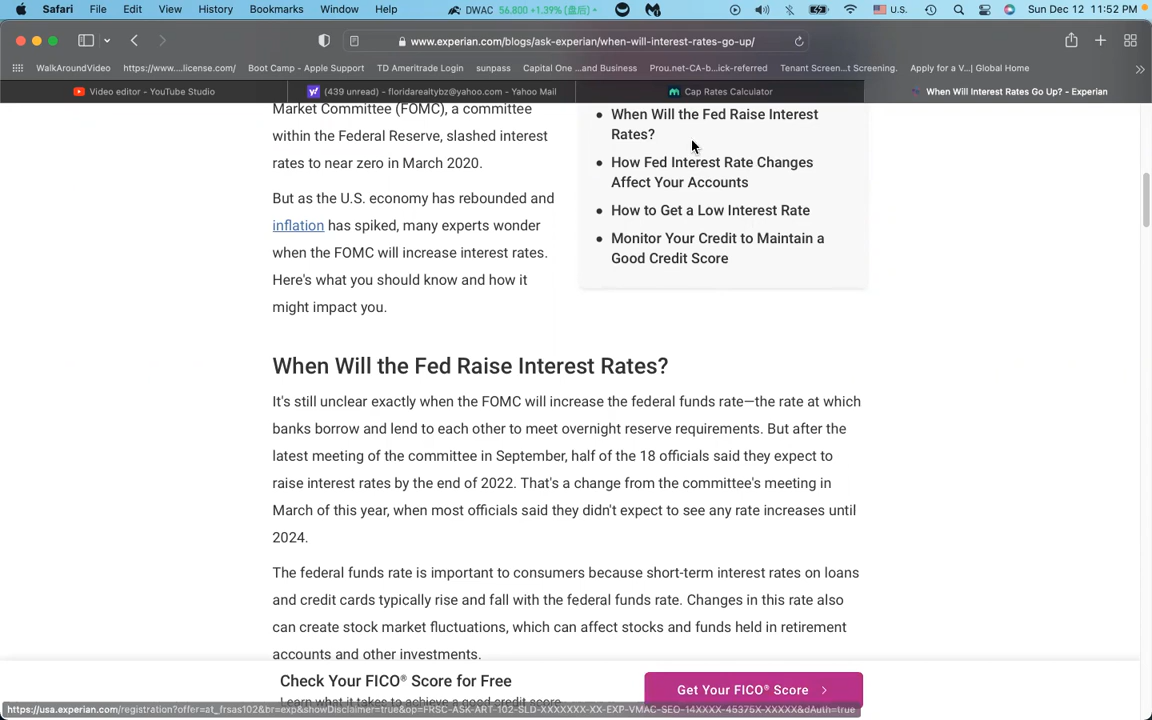 Safari File Edit View History Bookmarks Window Help DWAC 56.800 +1.39% (盘后) U.S. Sun Dec 12 11:52 PM
www.experian.com/blogs/ask-experian/when-will-interest-rates-go-up/
WalkAroundVideo https://www....license.com/ Boot Camp - Apple Support TD Ameritrade Login sunpass Capital One ...and Business Prou.net-CA-b...ick-referred Tenant Screen...t Screening. Apply for a V...| Global Home
Video editor - YouTube Studio (439 unread) - floridarealtybz@yahoo.com - Yahoo Mail Cap Rates Calculator When Will Interest Rates Go Up? - Experian
Market Committee (FOMC), a committee
within the Federal Reserve, slashed interest
rates to near zero in March 2020.
But as the U.S. economy has rebounded and
inflation has spiked, many experts wonder
when the FOMC will increase interest rates.
Here's what you should know and how it
might impact you.
When Will the Fed Raise Interest
Rates?
How Fed Interest Rate Changes
Affect Your Accounts
How to Get a Low Interest Rate
Monitor Your Credit to Maintain a
Good Credit Score
When Will the Fed Raise Interest Rates?
It's still unclear exactly when the FOMC will increase the federal funds rate—the rate at which
banks borrow and lend to each other to meet overnight reserve requirements. But after the
latest meeting of the committee in September, half of the 18 officials said they expect to
raise interest rates by the end of 2022. That's a change from the committee's meeting in
March of this year, when most officials said they didn't expect to see any rate increases until
2024.
The federal funds rate is important to consumers because short-term interest rates on loans
and credit cards typically rise and fall with the federal funds rate. Changes in this rate also
can create stock market fluctuations, which can affect stocks and funds held in retirement
accounts and other investments.
Check Your FICO® Score for Free
Learn what it takes to achieve a good credit score.
Get Your FICO® Score
https://usa.experian.com/registration?offer=at_frsas102&br=exp&showDisclaimer=true&op=FRSC-ASK-ART-102-SLD-XXXXXXX-XX-EXP-VMAC-SEO-14XXXX-45375X-XXXXX&dAuth=true